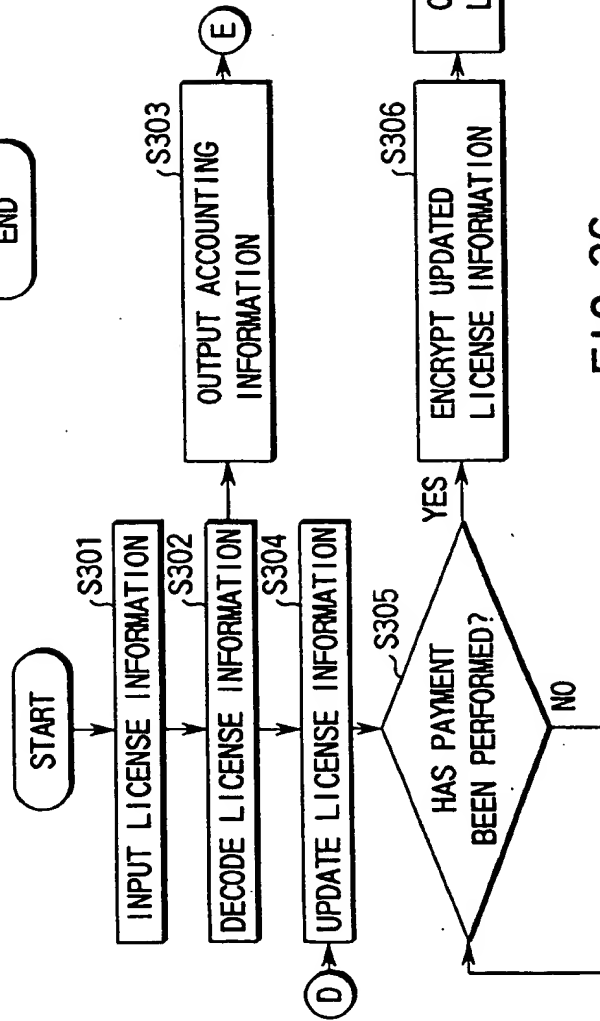 END
START
S301
INPUT LICENSE INFORMATION
S302
DECODE LICENSE INFORMATION
S303
OUTPUT ACCOUNTING
INFORMATION
E
S304
UPDATE LICENSE INFORMATION
D
S305
HAS PAYMENT
BEEN PERFORMED?
YES
NO
S306
ENCRYPT UPDATED
LICENSE INFORMATION